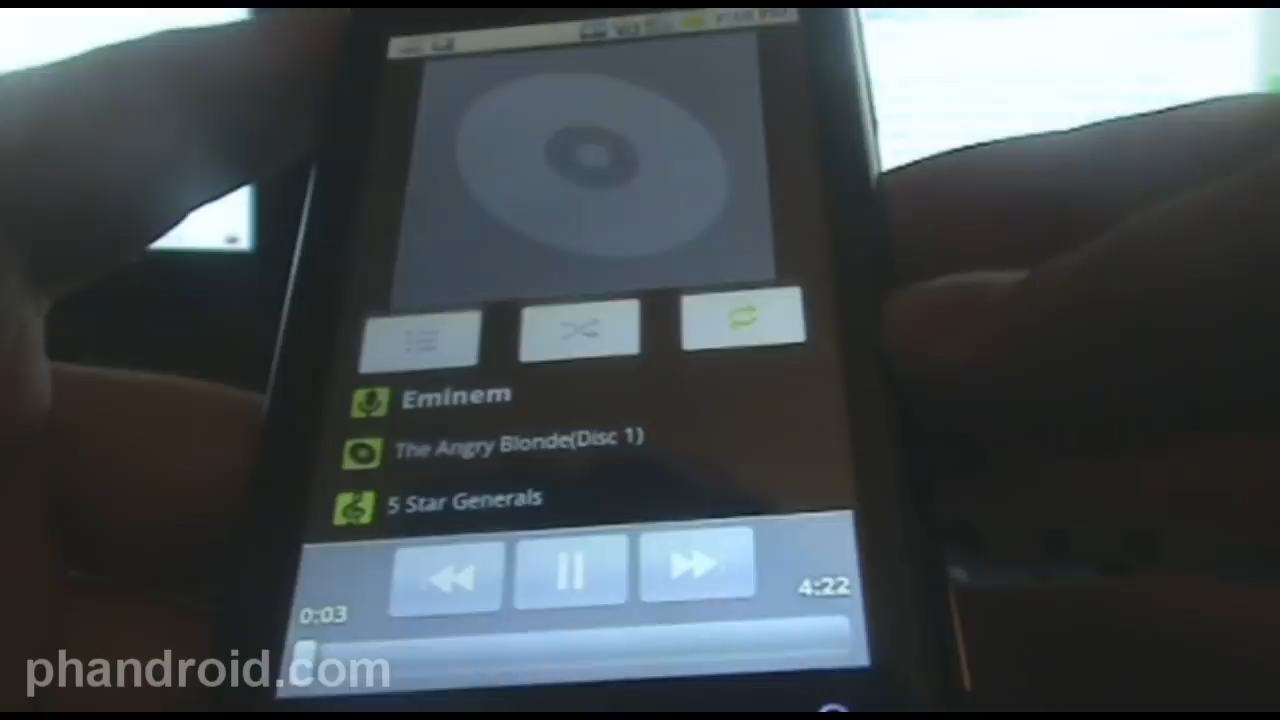 Eminem
The Angry Blonde(Disc 1)
5 Star Generals
0:03
4:22
phandroid.com